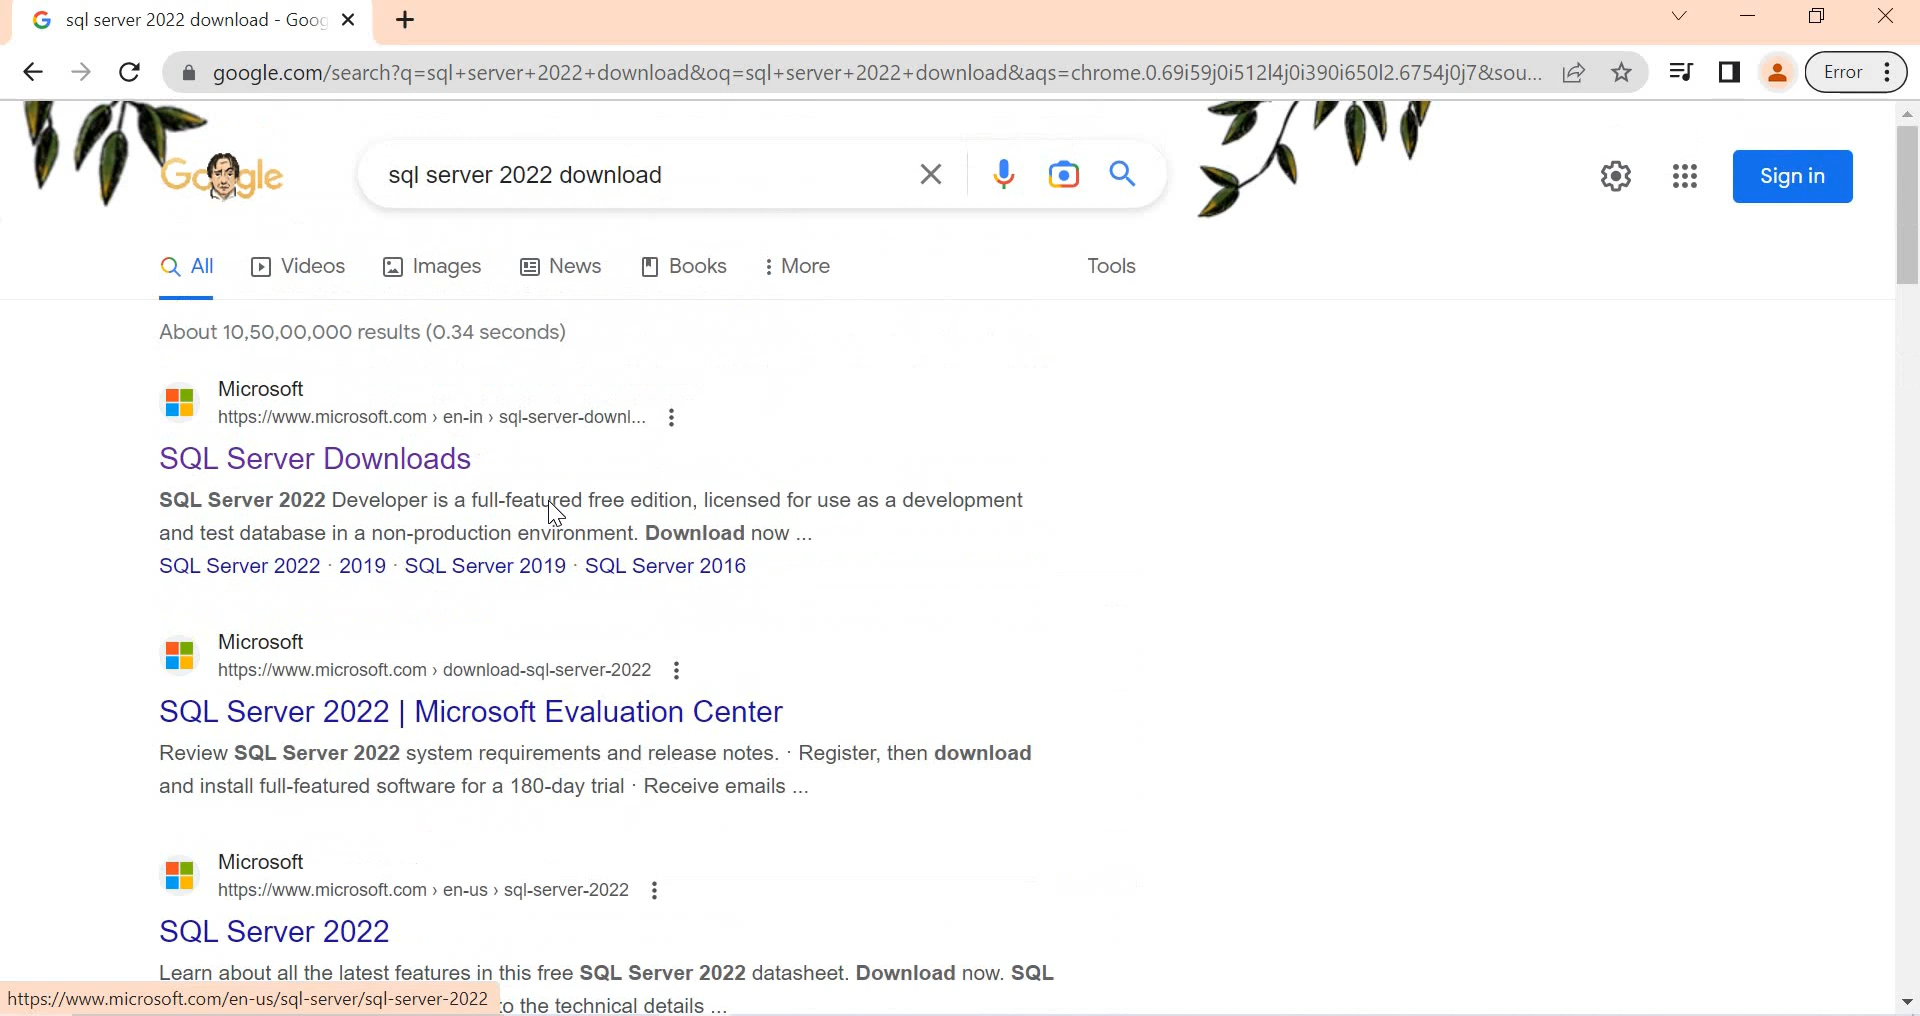 sql server 2022 download - Goog
google.com/search?q=sql+server+2022+download&oq=sql+server+2022+download&aqs=chrome.0.69i59j0i512l4j0i390i650l2.6754j0j7&sou...
Error
Google
sql server 2022 download
Sign in
All
Videos
Images
News
Books
More
Tools
About 10,50,00,000 results (0.34 seconds)
Microsoft
https://www.microsoft.com › en-in › sql-server-downl...
SQL Server Downloads
SQL Server 2022 Developer is a full-featured free edition, licensed for use as a development
and test database in a non-production environment. Download now ...
SQL Server 2022 · 2019 · SQL Server 2019 · SQL Server 2016
Microsoft
https://www.microsoft.com › download-sql-server-2022
SQL Server 2022 | Microsoft Evaluation Center
Review SQL Server 2022 system requirements and release notes. · Register, then download
and install full-featured software for a 180-day trial · Receive emails ...
Microsoft
https://www.microsoft.com › en-us › sql-server-2022
SQL Server 2022
Learn about all the latest features in this free SQL Server 2022 datasheet. Download now. SQL
to the technical details ...
https://www.microsoft.com/en-us/sql-server/sql-server-2022